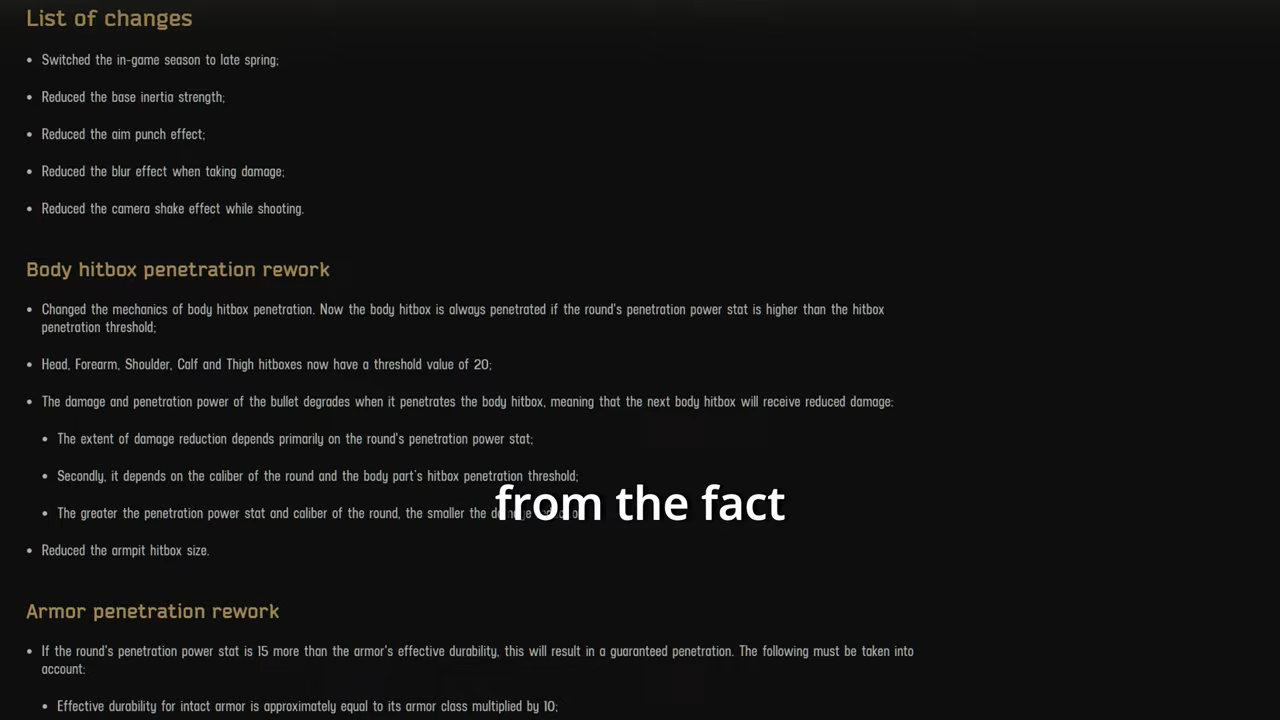 List of changes
• Switched the in-game season to late spring;
• Reduced the base inertia strength;
• Reduced the aim punch effect;
• Reduced the blur effect when taking damage;
• Reduced the camera shake effect while shooting.
Body hitbox penetration rework
• Changed the mechanics of body hitbox penetration. Now the body hitbox is always penetrated if the round's penetration power stat is higher than the hitbox
penetration threshold;
• Head, Forearm, Shoulder, Calf and Thigh hitboxes now have a threshold value of 20;
• The damage and penetration power of the bullet degrades when it penetrates the body hitbox, meaning that the next body hitbox will receive reduced damage:
• The extent of damage reduction depends primarily on the round's penetration power stat;
• Secondly, it depends on the caliber of the round and the body part's hitbox penetration threshold;
• The greater the penetration power stat and caliber of the round, the smaller the
from the fact
• Reduced the armpit hitbox size.
Armor penetration rework
• If the round's penetration power stat is 15 more than the armor's effective durability, this will result in a guaranteed penetration. The following must be taken into
account:
• Effective durability for intact armor is approximately equal to its armor class multiplied by 10;